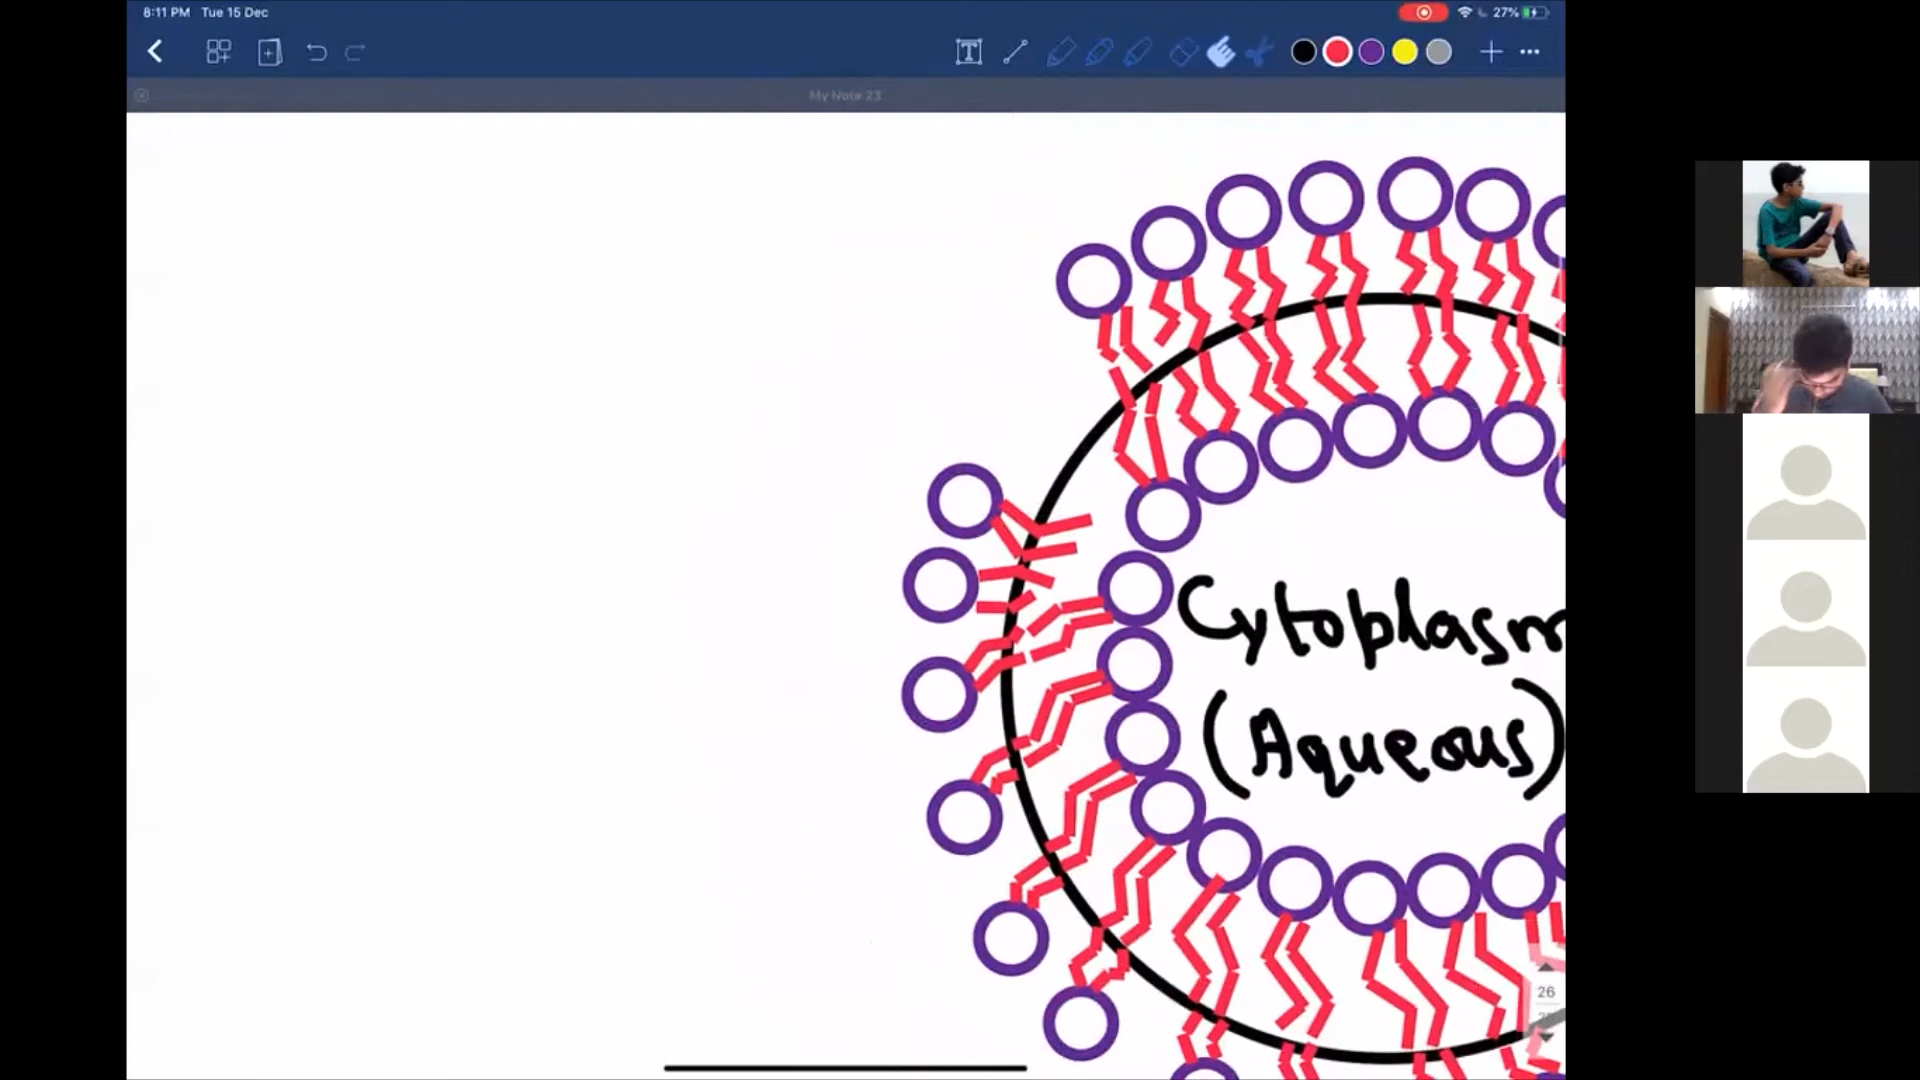 8:11 PM Tue 15 Dec
27%
T
My Note 23
Cytoplasm
(Aqueous)
26